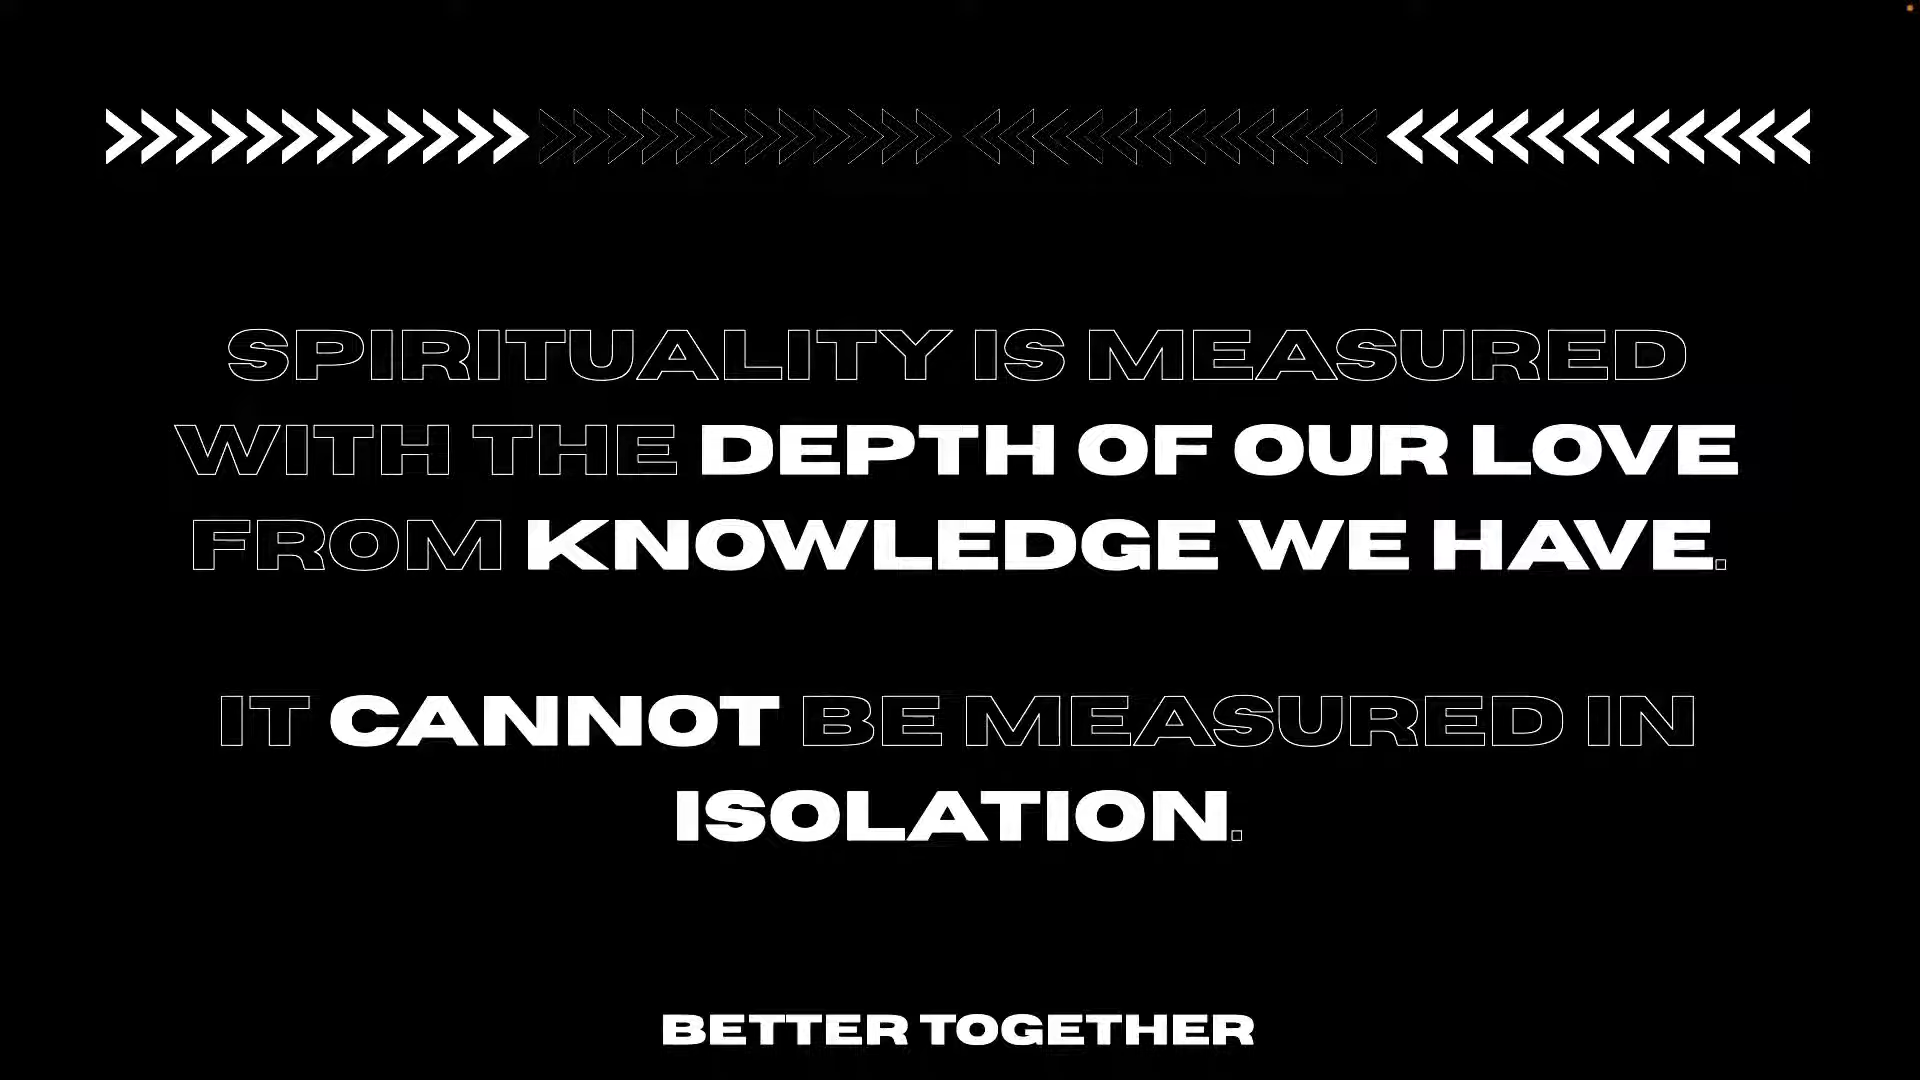 SPIRITUALITY IS MEASURED
WITH THE DEPTH OF OUR LOVE
FROM KNOWLEDGE WE HAVE.
IT CANNOT BE MEASURED IN
ISOLATION.
BETTER TOGETHER